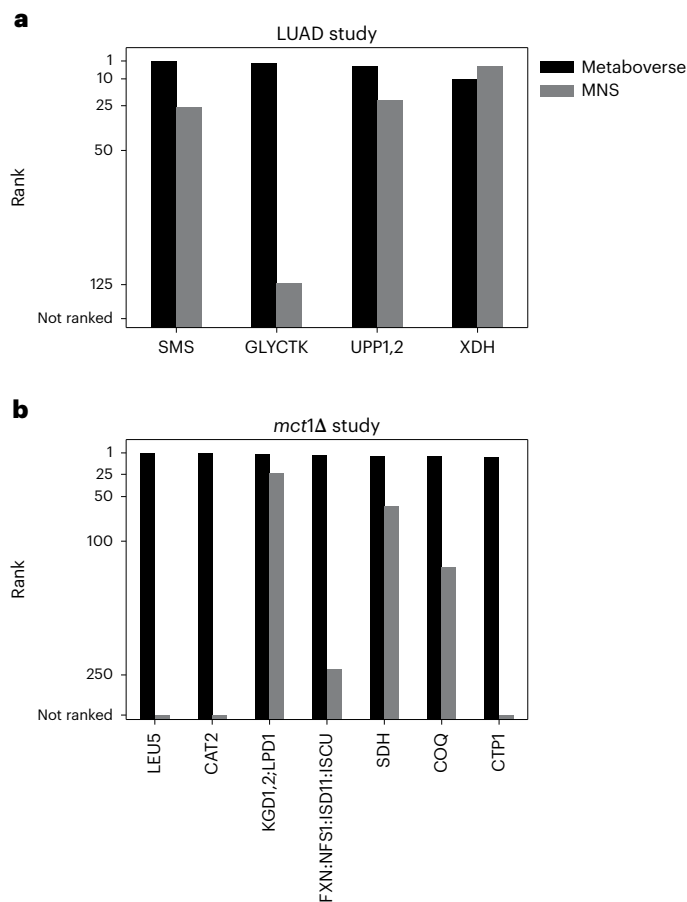 a
LUAD study
Metaboverse
MNS
1
10
25
50
125
Not ranked
Rank
SMS GLYCTK UPP1,2 XDH
b
mct1Δ study
1
25
50
100
250
Not ranked
Rank
LEU5
CAT2
KGD1,2;LPD1
FXN:NFS1:ISD11:ISCU
SDH
COQ
CTP1